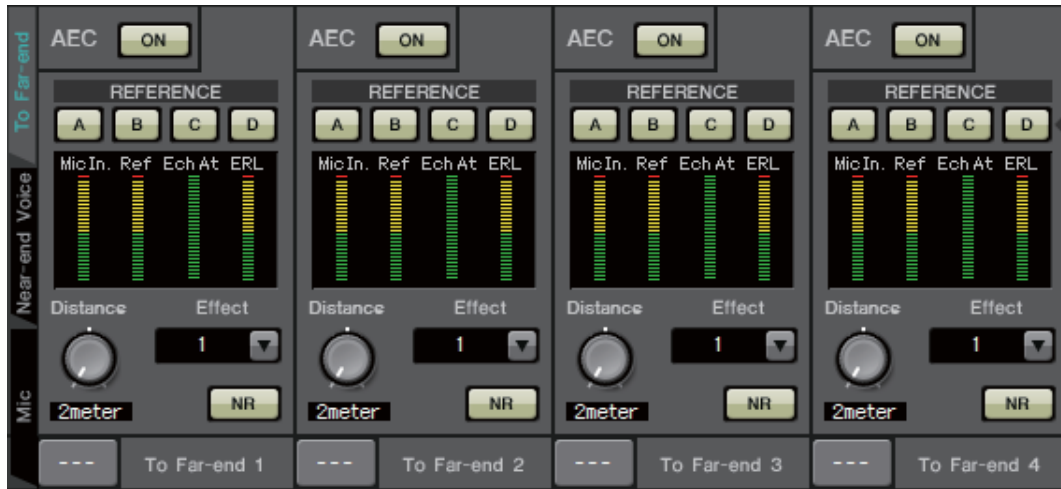 To Far-end
Near-end Voice
Mic
AEC ON
REFERENCE
A B C D
MicIn. Ref EchAt ERL
Distance Effect
1
2meter NR
--- To Far-end 1
AEC ON
REFERENCE
A B C D
MicIn. Ref EchAt ERL
Distance Effect
1
2meter NR
--- To Far-end 2
AEC ON
REFERENCE
A B C D
MicIn. Ref EchAt ERL
Distance Effect
1
2meter NR
--- To Far-end 3
AEC ON
REFERENCE
A B C D
MicIn. Ref EchAt ERL
Distance Effect
1
2meter NR
--- To Far-end 4